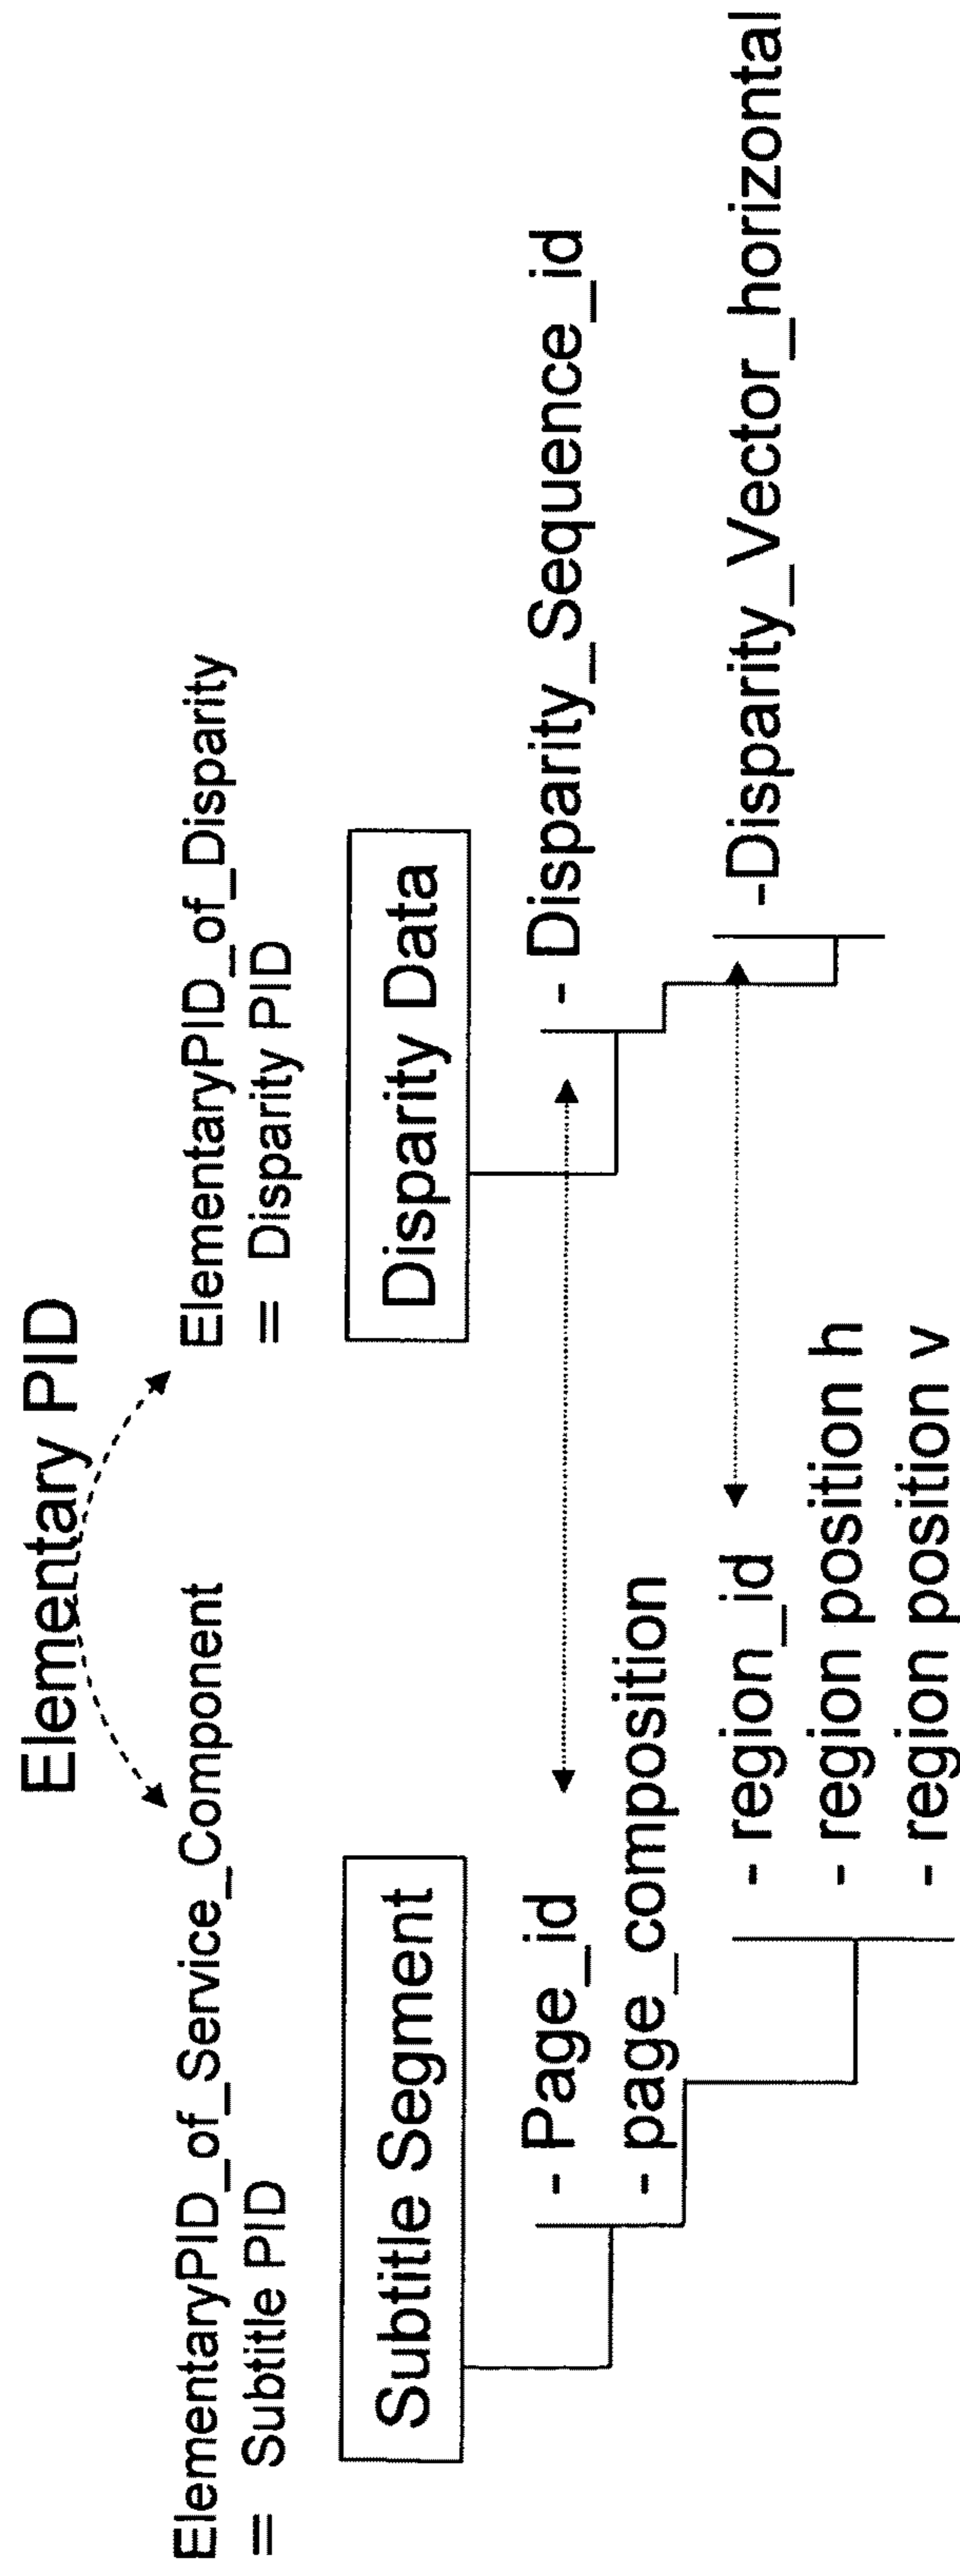 Elementary PID
ElementaryPID_of_Service_Component
= Subtitle PID
ElementaryPID_of_Disparity
= Disparity PID
Subtitle Segment
- Page_id
- page_composition
- region_id
- region position h
- region position v
Disparity Data
- Disparity_Sequence_id
-Disparity_Vector_horizontal